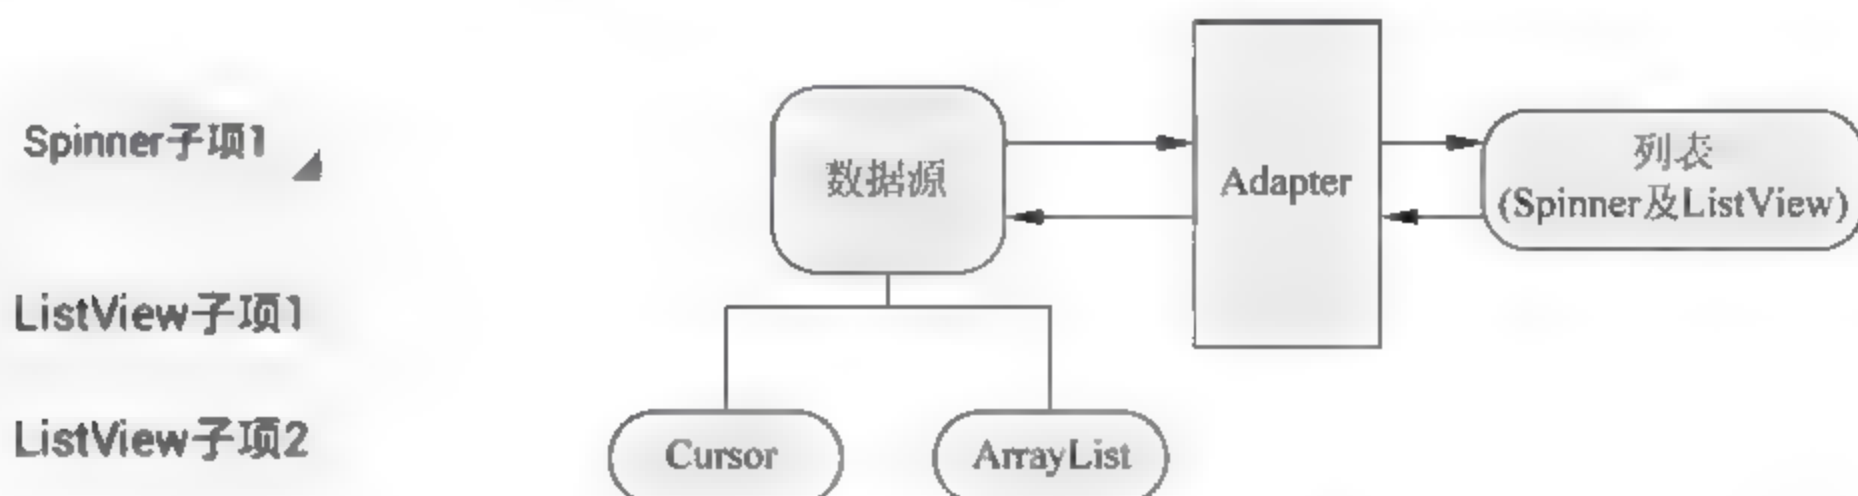 Spinner子项1
ListView子项1
ListView子项2
数据源
Adapter
列表
(Spinner及ListView)
Cursor
ArrayList